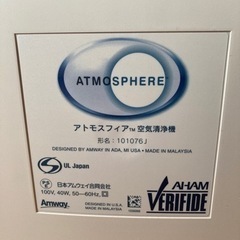 ATMOSPHERE
アトモスフィア™ 空気清浄機
形名：101076J
DESIGNED BY AMWAY IN ADA, MI USA • MADE IN MALAYSIA
UL Japan
日本アムウェイ合同会社
100V, 40W, 50—60Hz,
Amway
DESIGNED IN U.S.A.
MADE IN MALAYSIA
AHAM
VERIFIDE